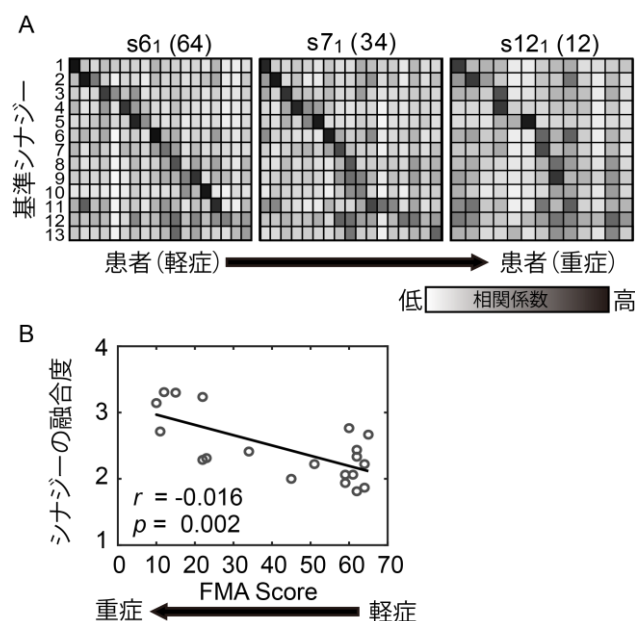 A
s6₁ (64)
s7₁ (34)
s12₁ (12)
基準シナジー
1
2
3
4
5
6
7
8
9
10
11
12
13
患者（軽症）
患者（重症）
低
相関係数
高
B
シナジーの融合度
4
3
2
1
r = -0.016
p = 0.002
0 10 20 30 40 50 60 70
FMA Score
重症
軽症